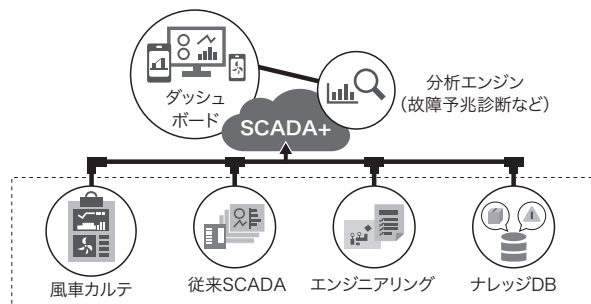 ダッシュ
ボード
分析エンジン
（故障予兆診断など）
SCADA+
風車カルテ
従来SCADA
エンジニアリング
ナレッジDB